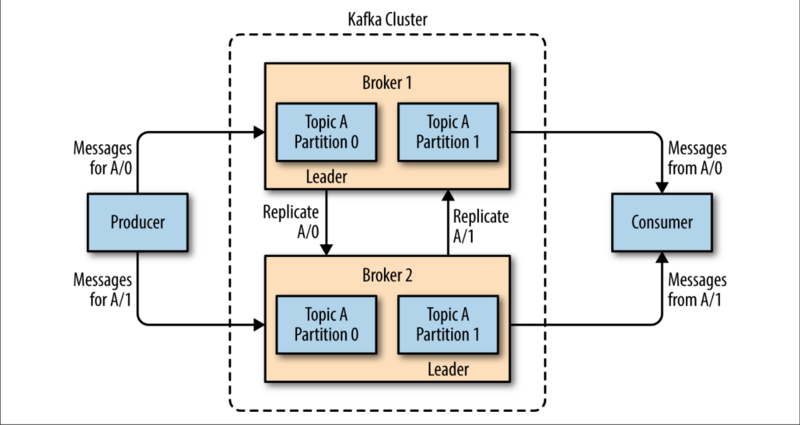 Kafka Cluster
Broker 1
Topic A
Partition 0
Topic A
Partition 1
Leader
Messages
for A/0
Messages
from A/0
Producer
Replicate
A/0
Replicate
A/1
Consumer
Messages
for A/1
Messages
from A/1
Broker 2
Topic A
Partition 0
Topic A
Partition 1
Leader